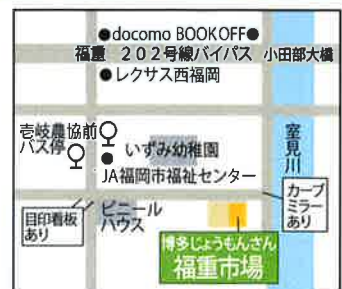 ●docomo BOOKOFF●
福重 202号線バイパス 小田部大橋
●レクサス西福岡
壱岐農協前
バス停
いずみ幼稚園
JA福岡市福祉センター
室見川
カーブ
ミラー
あり
目印看板
あり
ビニール
ハウス
博多じょうもんさん
福重市場